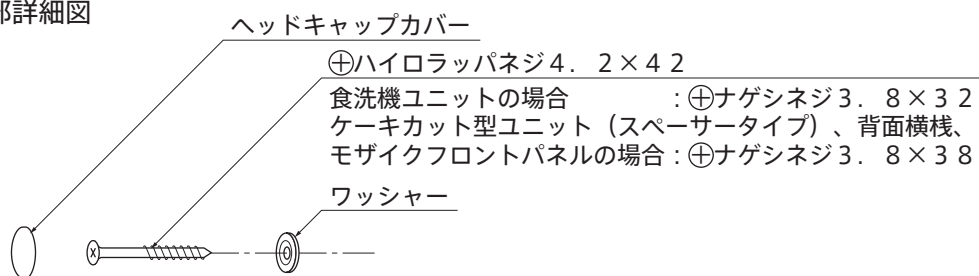 部詳細図
ヘッドキャップカバー
⊕ハイロラッパネジ4.2×42
食洗機ユニットの場合 :⊕ナゲシネジ3.8×32
ケーキカット型ユニット(スペーサータイプ)、背面横桟、
モザイクフロントパネルの場合:⊕ナゲシネジ3.8×38
ワッシャー